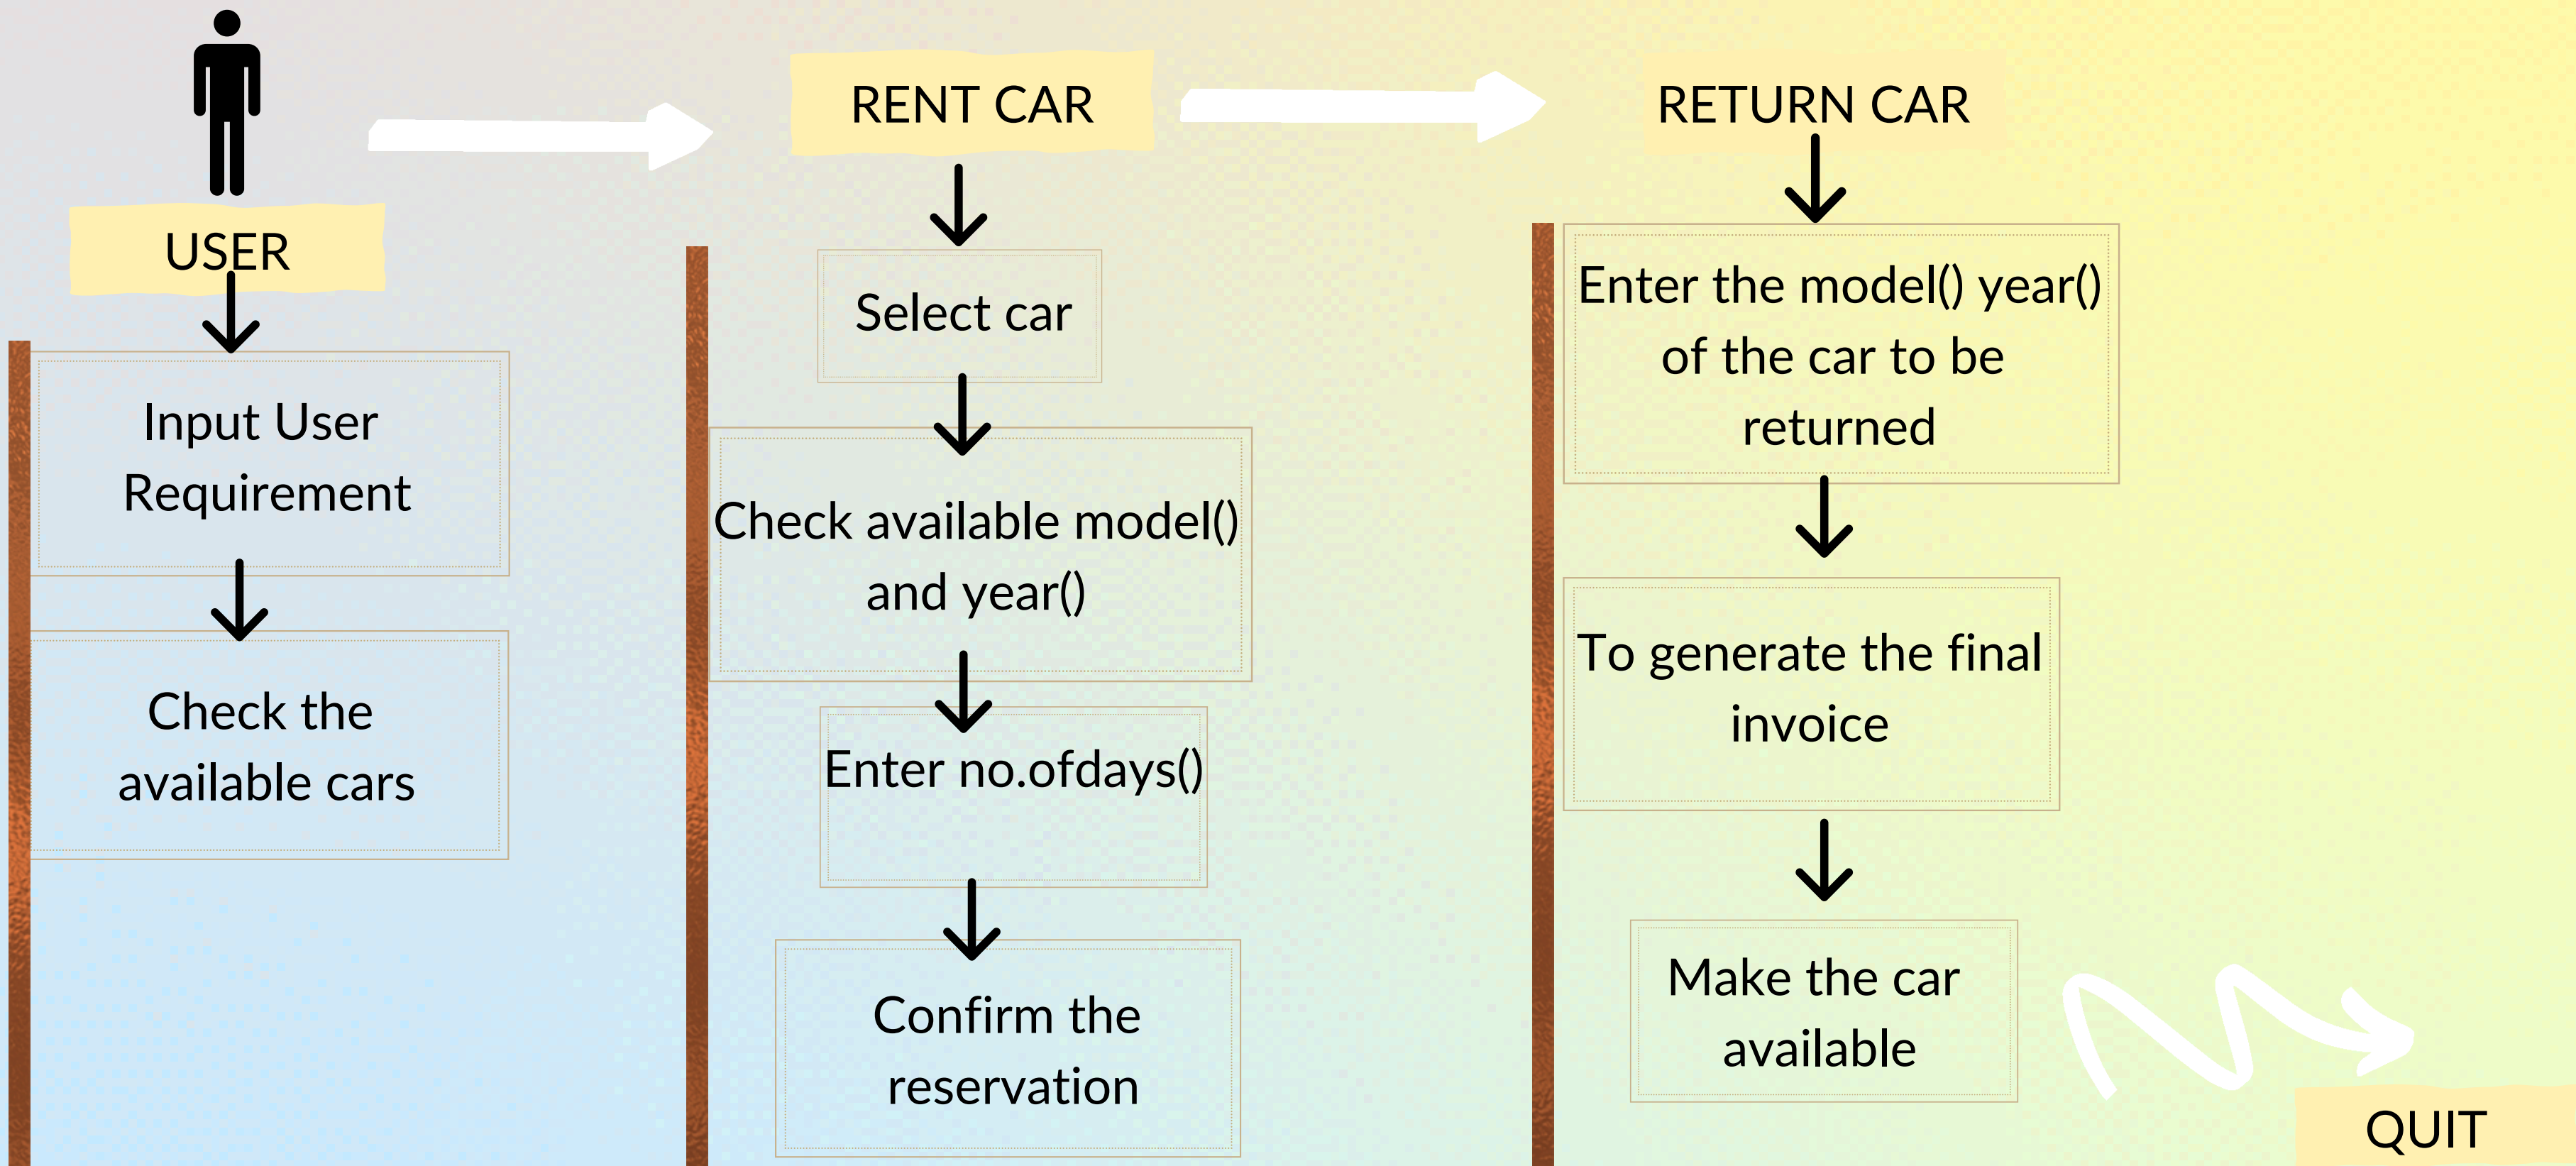 USER
Input User
Requirement
Check the
available cars
RENT CAR
Select car
Check available model()
and year()
Enter no.ofdays()
Confirm the
reservation
RETURN CAR
Enter the model() year()
of the car to be
returned
To generate the final
invoice
Make the car
available
QUIT